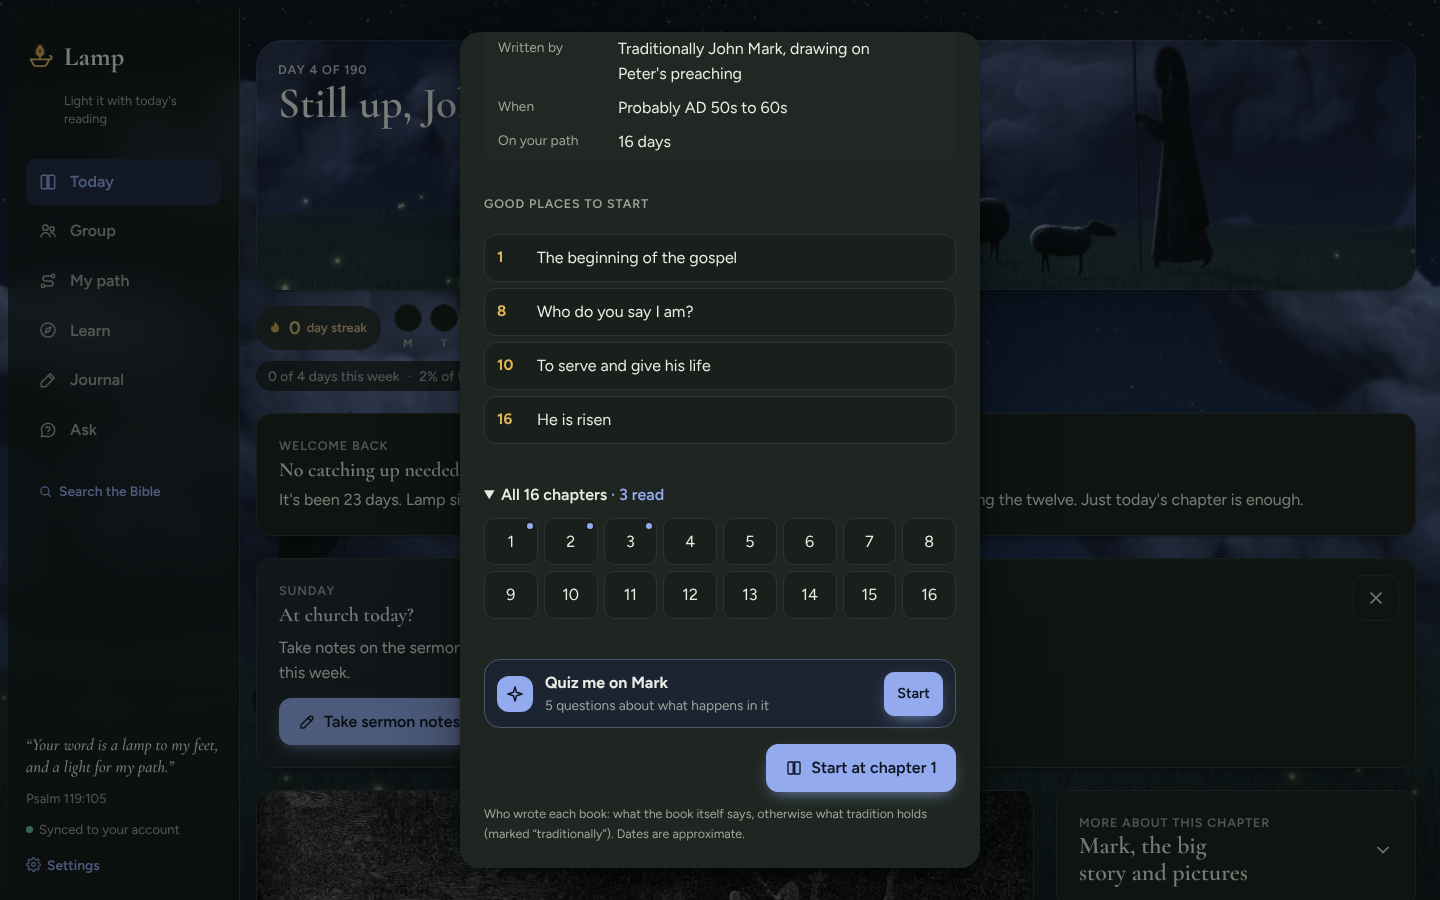 Lamp
Light it with today's
reading
Today
Group
My path
Learn
Journal
Ask
Search the Bible
“Your word is a lamp to my feet,
and a light for my path.”
Psalm 119:105
Synced to your account
Settings
DAY 4 OF 190
Still up, Jo
0 day streak
M T
0 of 4 days this week · 2% of
WELCOME BACK
No catching up needed
It's been 23 days. Lamp si
ng the twelve. Just today's chapter is enough.
SUNDAY
At church today?
Take notes on the sermon
this week.
Take sermon notes
Written by
Traditionally John Mark, drawing on
Peter's preaching
When
Probably AD 50s to 60s
On your path
16 days
GOOD PLACES TO START
1 The beginning of the gospel
8 Who do you say I am?
10 To serve and give his life
16 He is risen
▼ All 16 chapters · 3 read
1 2 3 4 5 6 7 8
9 10 11 12 13 14 15 16
Quiz me on Mark
5 questions about what happens in it
Start
Start at chapter 1
Who wrote each book: what the book itself says, otherwise what tradition holds
(marked “traditionally”). Dates are approximate.
MORE ABOUT THIS CHAPTER
Mark, the big
story and pictures